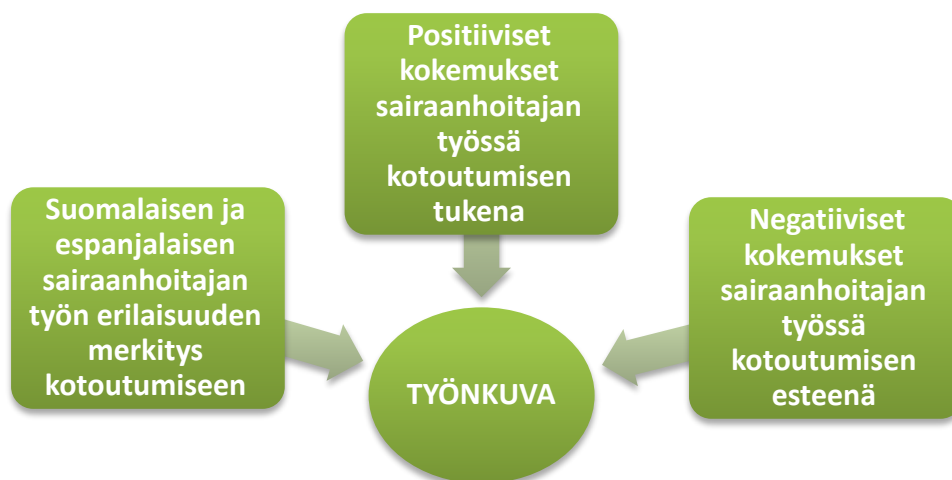 Positiiviset
kokemukset
sairaanhoitajan
työssä
kotoutumisen
tukena
Suomalaisen ja
espanjalaisen
sairaanhoitajan
työn erilaisuuden
merkitys
kotoutumiseen
Negatiiviset
kokemukset
sairaanhoitajan
työssä
kotoutumisen
esteenä
TYÖNKUVA